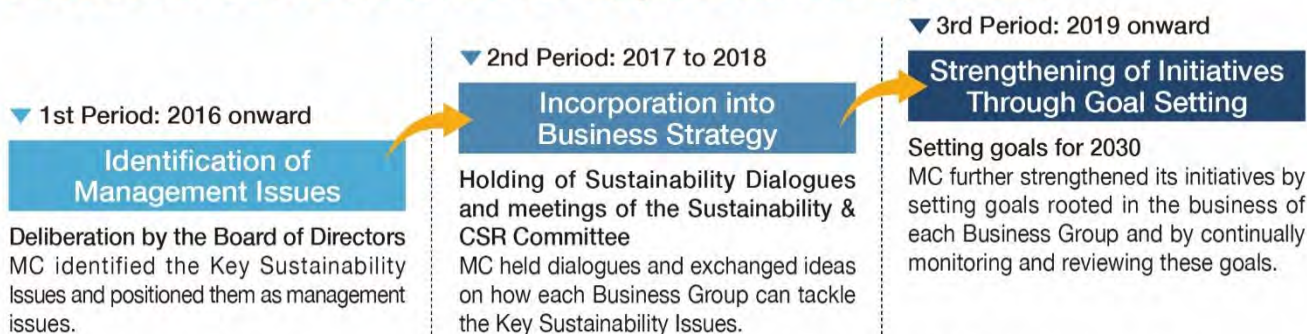 ▼ 1st Period: 2016 onward
Identification of
Management Issues
Deliberation by the Board of Directors
MC identified the Key Sustainability
Issues and positioned them as management
issues.
▼ 2nd Period: 2017 to 2018
Incorporation into
Business Strategy
Holding of Sustainability Dialogues
and meetings of the Sustainability &
CSR Committee
MC held dialogues and exchanged ideas
on how each Business Group can tackle
the Key Sustainability Issues.
▼ 3rd Period: 2019 onward
Strengthening of Initiatives
Through Goal Setting
Setting goals for 2030
MC further strengthened its initiatives by
setting goals rooted in the business of
each Business Group and by continually
monitoring and reviewing these goals.